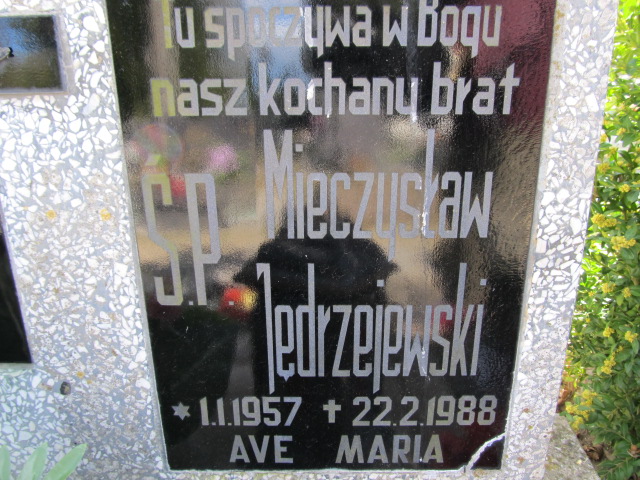 Tu spoczywa w Bogu
nasz kochany brat
Ś.P. Mieczysław
Jędrzejewski
* 1.1.1957 ✝ 22.2.1988
AVE MARIA